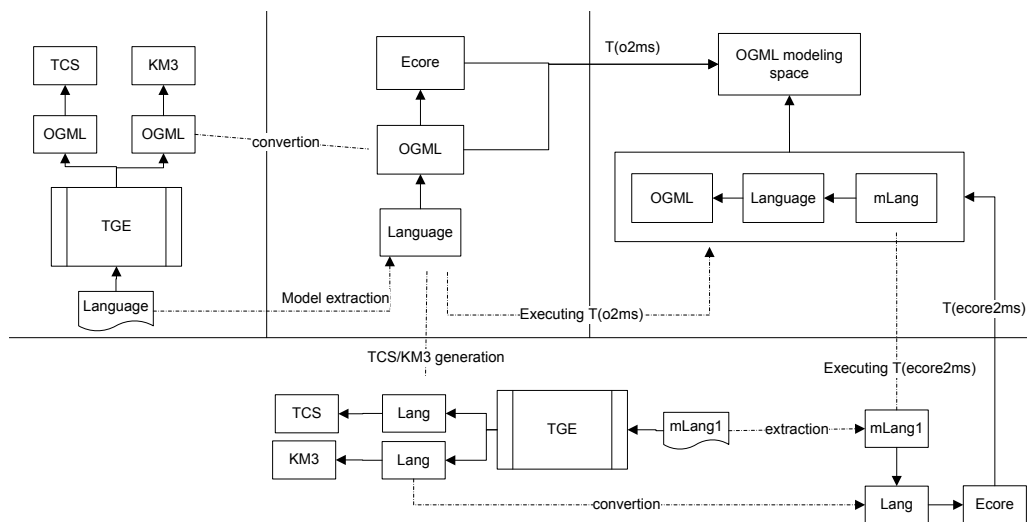 TCS
KM3
OGML
OGML
convertion
TGE
Language
Model extraction
Ecore
OGML
Language
T(o2ms)
OGML modeling
space
OGML
Language
mLang
Executing T(o2ms)
T(ecore2ms)
TCS/KM3 generation
Executing T(ecore2ms)
TCS
Lang
KM3
Lang
TGE
mLang1
extraction
mLang1
convertion
Lang
Ecore